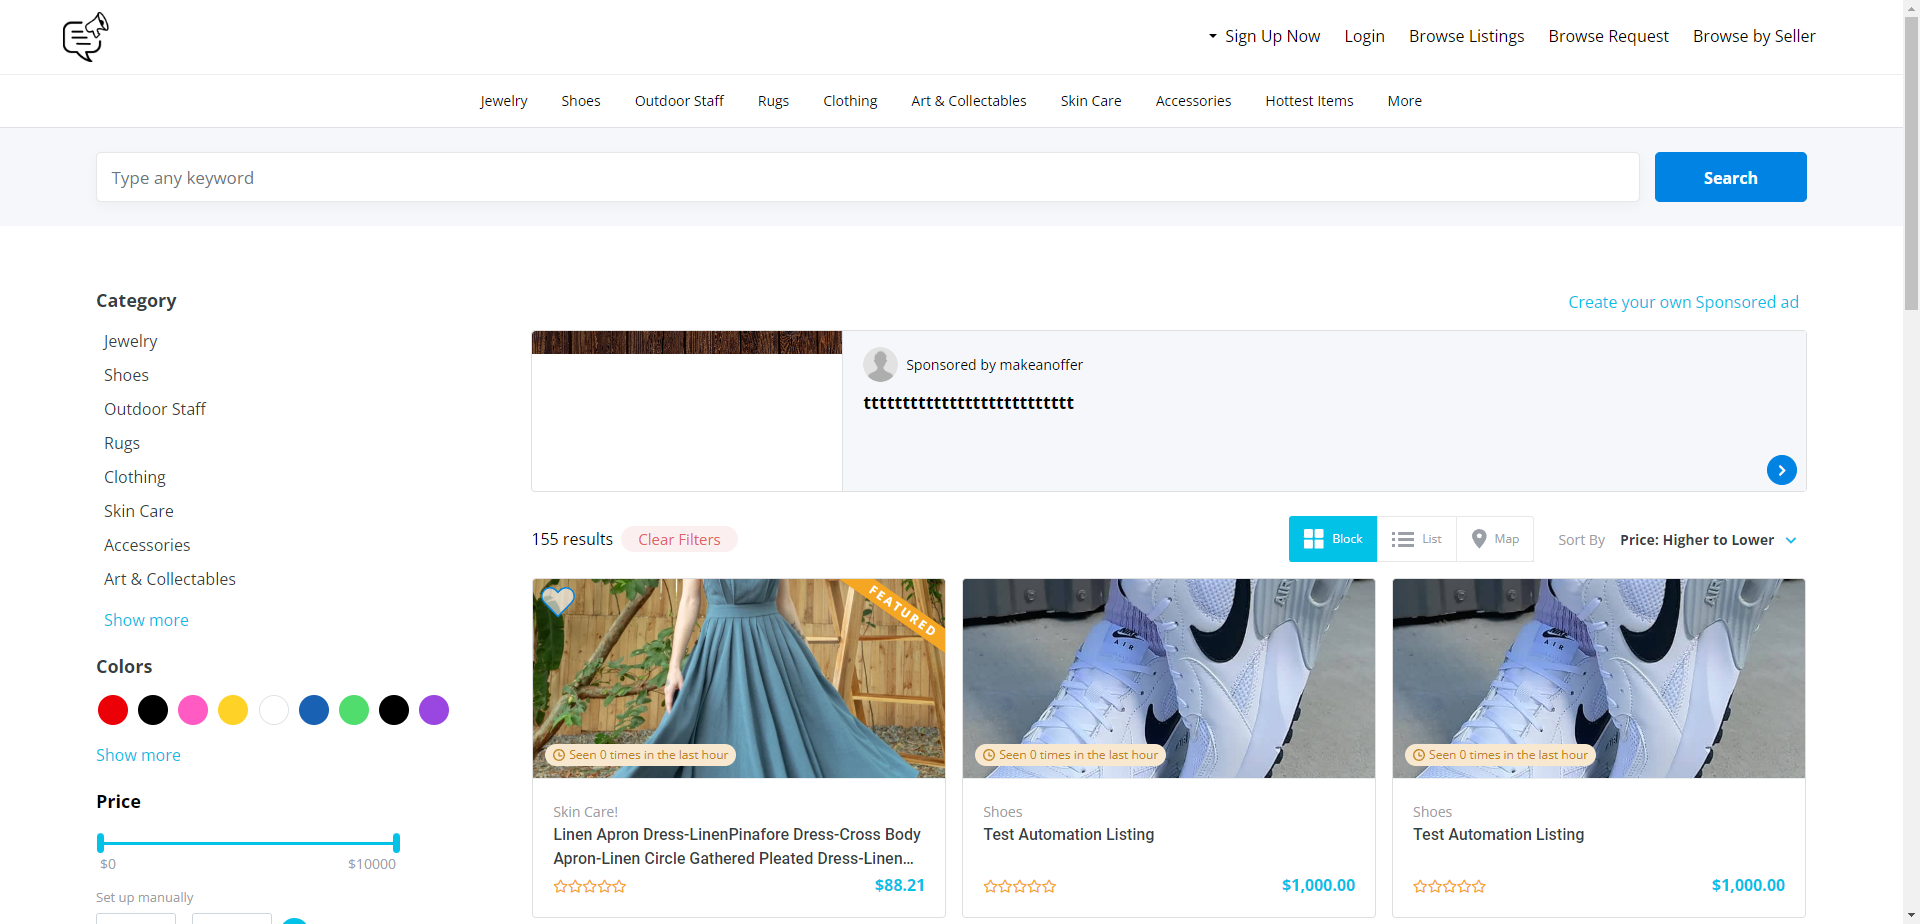 Sign Up Now Login Browse Listings Browse Request Browse by Seller
Jewelry Shoes Outdoor Staff Rugs Clothing Art & Collectables Skin Care Accessories Hottest Items More
Type any keyword
Search
Category
Jewelry
Shoes
Outdoor Staff
Rugs
Clothing
Skin Care
Accessories
Art & Collectables
Show more
Colors
Show more
Price
$0 $10000
Set up manually
Create your own Sponsored ad
Sponsored by makeanoffer
ttttttttttttttttttttttttttt
155 results Clear Filters
Block List Map Sort By Price: Higher to Lower
FEATURED
Seen 0 times in the last hour
Skin Care!
Linen Apron Dress-LinenPinafore Dress-Cross Body
Apron-Linen Circle Gathered Pleated Dress-Linen...
$88.21
AIR
AIR
Seen 0 times in the last hour
Shoes
Test Automation Listing
$1,000.00
AIR
AIR
Seen 0 times in the last hour
Shoes
Test Automation Listing
$1,000.00